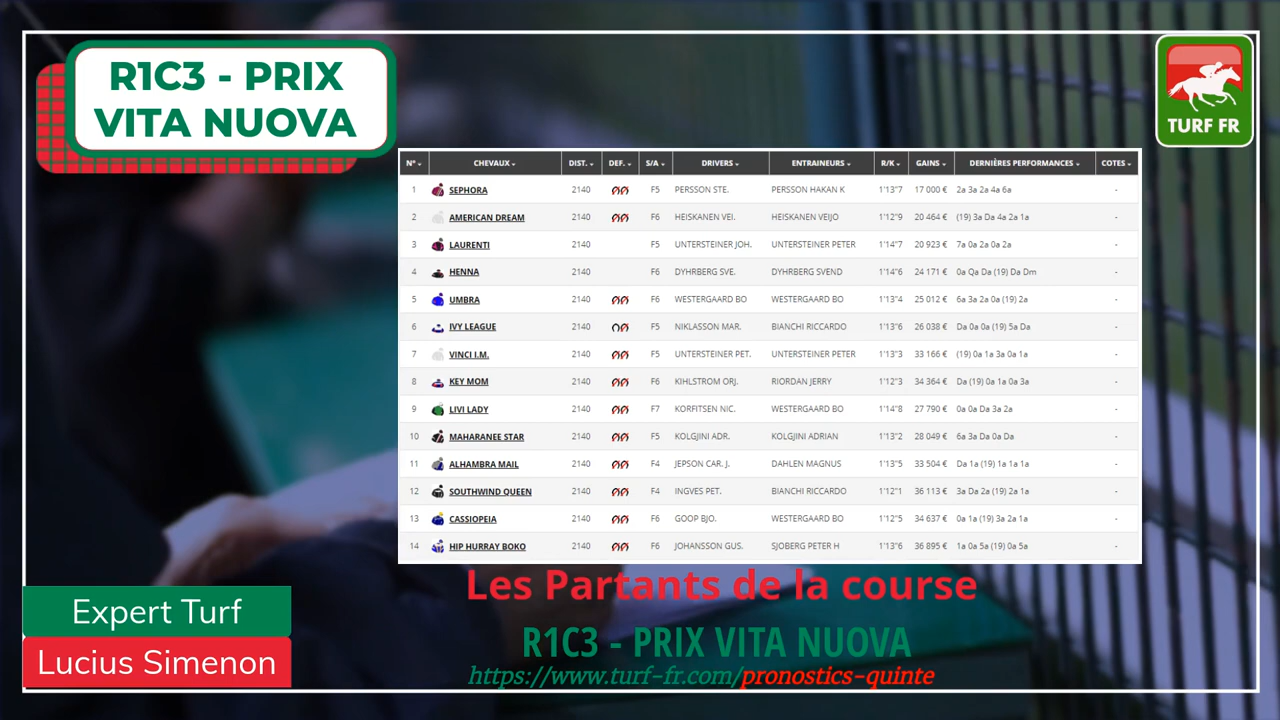 R1C3 - PRIX
VITA NUOVA
TURF FR
N° CHEVAUX DIST. DEF. S/A DRIVERS ENTRAINEURS R/K GAINS DERNIÈRES PERFORMANCES COTES
1 SEPHORA 2140 F5 PERSSON STE. PERSSON HAKAN K 1'13"7 17 000 € 2a 3a 2a 4a 6a -
2 AMERICAN DREAM 2140 F6 HEISKANEN VEI. HEISKANEN VEIJO 1'12"9 20 464 € (19) 3a Da 4a 2a 1a -
3 LAURENTI 2140 F5 UNTERSTEINER JOH. UNTERSTEINER PETER 1'14"7 20 923 € 7a 0a 2a 0a 2a -
4 HENNA 2140 F6 DYHRBERG SVE. DYHRBERG SVEND 1'14"6 24 171 € 0a Qa Da (19) Da Dm -
5 UMBRA 2140 F6 WESTERGAARD BO WESTERGAARD BO 1'13"4 25 012 € 6a 3a 2a 0a (19) 2a -
6 IVY LEAGUE 2140 F5 NIKLASSON MAR. BIANCHI RICCARDO 1'13"6 26 038 € Da 0a 0a (19) 5a Da -
7 VINCI I.M. 2140 F5 UNTERSTEINER PET. UNTERSTEINER PETER 1'13"3 33 166 € (19) 0a 1a 3a 0a 1a -
8 KEY MOM 2140 F6 KIHLSTROM ORJ. RIORDAN JERRY 1'12"3 34 364 € Da (19) 0a 1a 0a 3a -
9 LIVI LADY 2140 F7 KORFITSEN NIC. WESTERGAARD BO 1'14"8 27 790 € 0a 0a Da 3a 2a -
10 MAHARANEE STAR 2140 F5 KOLGJINI ADR. KOLGJINI ADRIAN 1'13"2 28 049 € 6a 3a Da 0a Da -
11 ALHAMBRA MAIL 2140 F4 JEPSON CAR. J. DAHLEN MAGNUS 1'13"5 33 504 € Da 1a (19) 1a 1a 1a -
12 SOUTHWIND QUEEN 2140 F4 INGVES PET. BIANCHI RICCARDO 1'12"1 36 113 € 3a Da 2a (19) 2a 1a -
13 CASSIOPEIA 2140 F6 GOOP BJO. WESTERGAARD BO 1'12"5 34 637 € 0a 1a (19) 3a 2a 1a -
14 HIP HURRAY BOKO 2140 F6 JOHANSSON GUS. SJOBERG PETER H 1'13"6 36 895 € 1a 0a 5a (19) 0a 5a -
Les Partants de la course
R1C3 - PRIX VITA NUOVA
https://www.turf-fr.com/pronostics-quinte
Expert Turf
Lucius Simenon